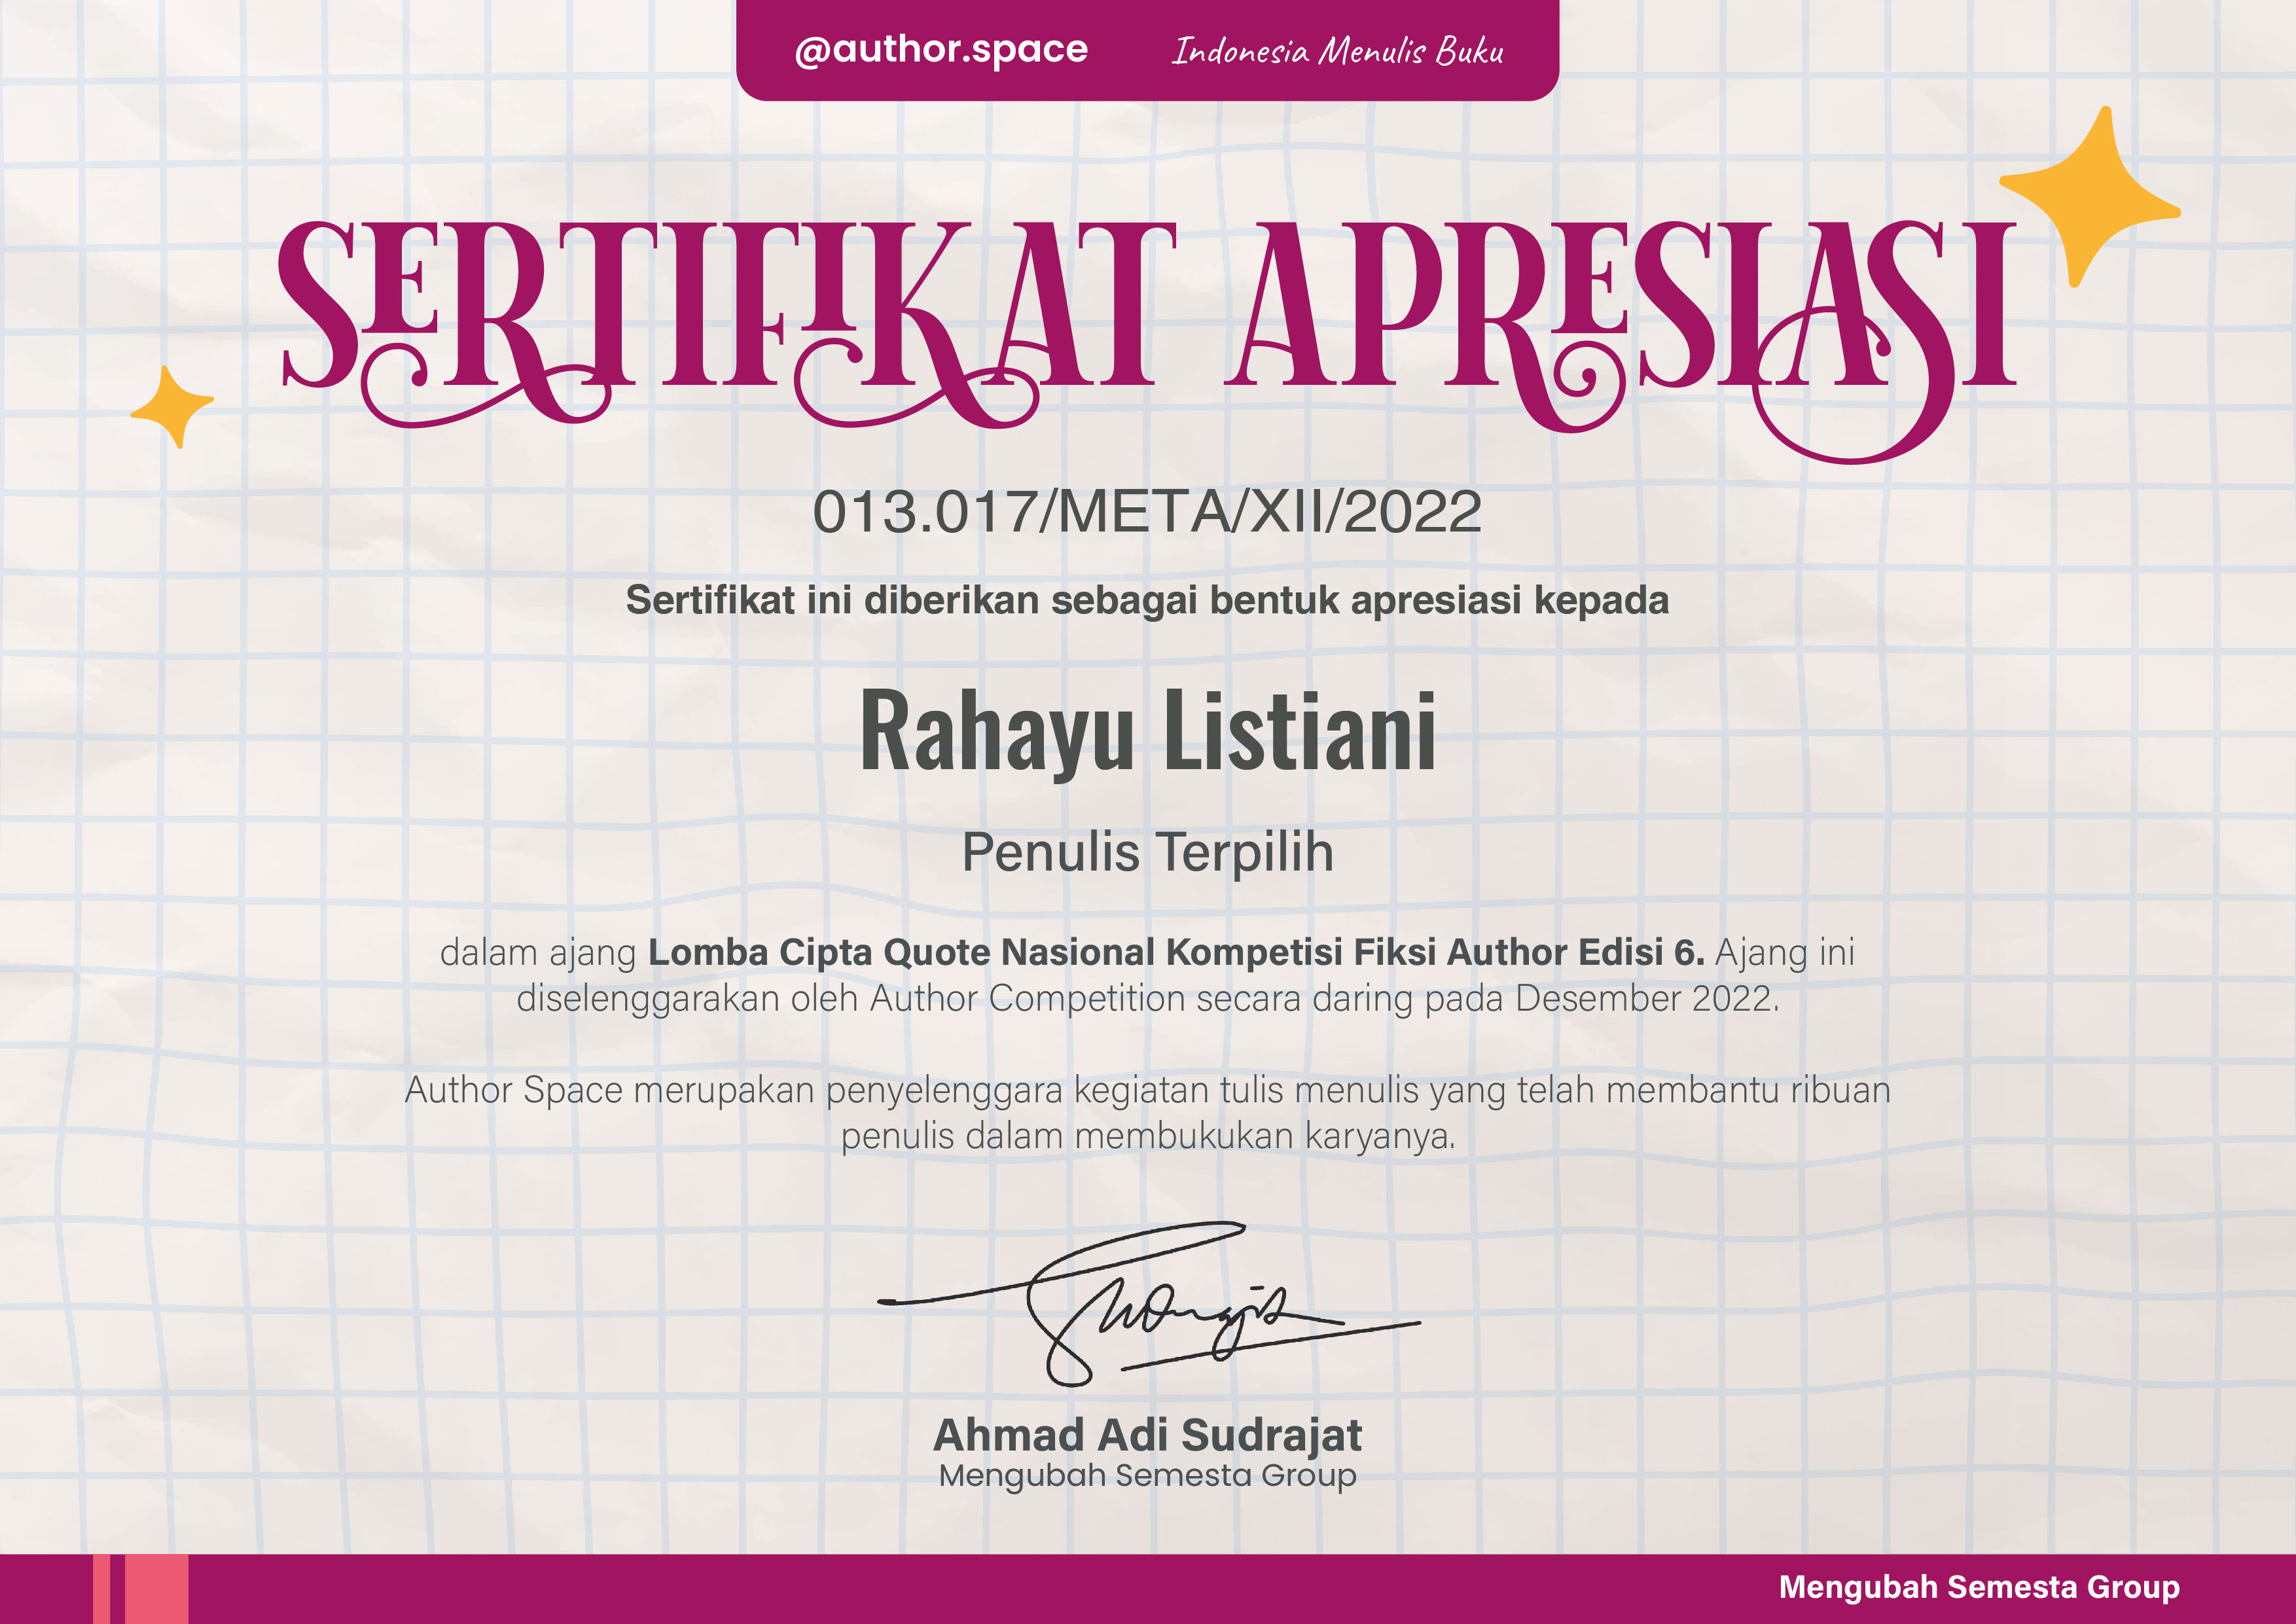 @author.space Indonesia Menulis Buku
SERTIFIKAT APRESIASI
013.017/META/XII/2022
Sertifikat ini diberikan sebagai bentuk apresiasi kepada
Rahayu Listiani
Penulis Terpilih
dalam ajang Lomba Cipta Quote Nasional Kompetisi Fiksi Author Edisi 6. Ajang ini
diselenggarakan oleh Author Competition secara daring pada Desember 2022.
Author Space merupakan penyelenggara kegiatan tulis menulis yang telah membantu ribuan
penulis dalam membukukan karyanya.
Ahmad Adi Sudrajat
Mengubah Semesta Group
Mengubah Semesta Group